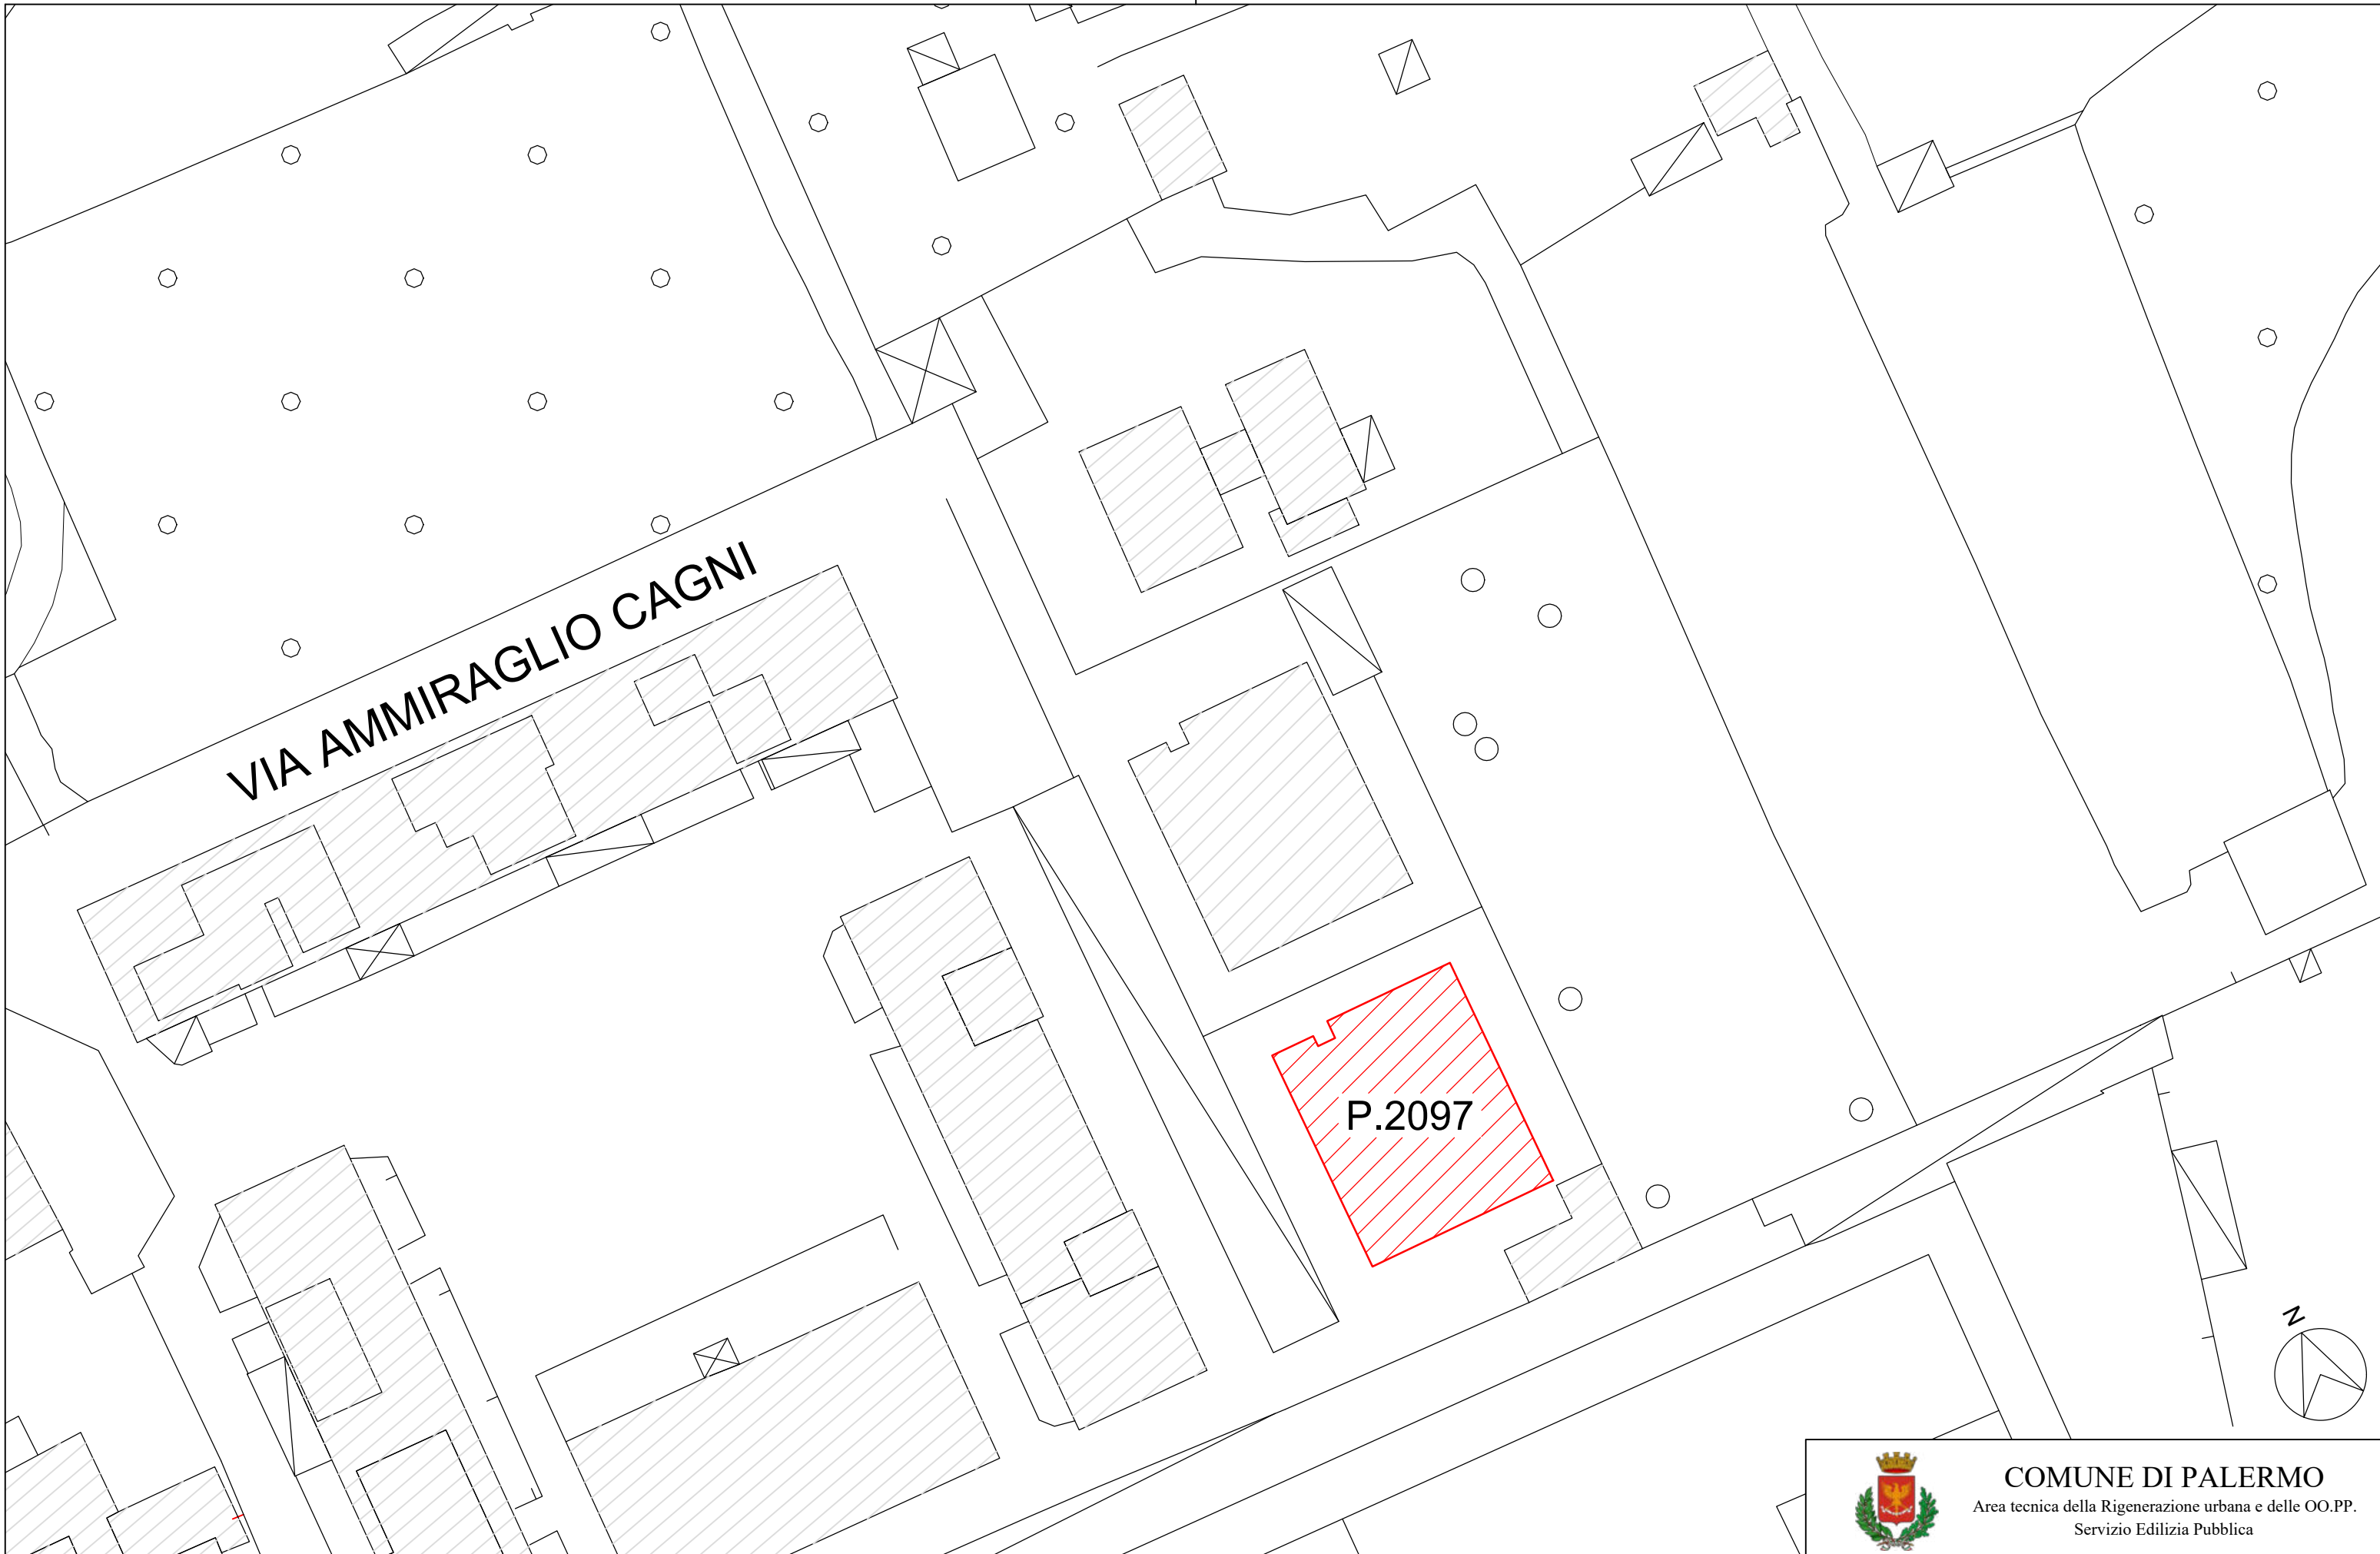 VIA AMMIRAGLIO CAGNI
P.2097
N
COMUNE DI PALERMO
Area tecnica della Rigenerazione urbana e delle OO.PP.
Servizio Edilizia Pubblica